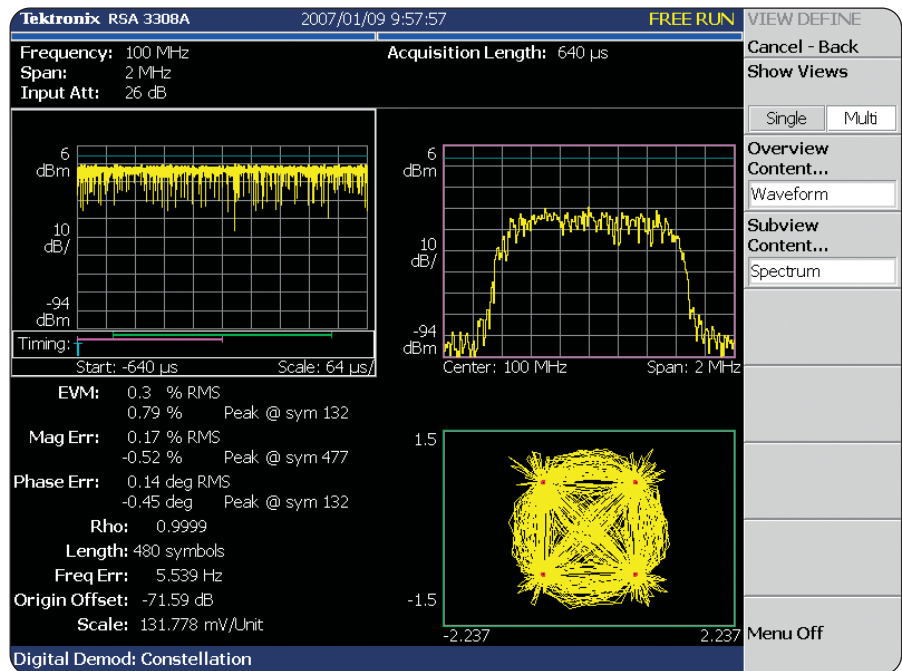 Tektronix RSA 3308A 2007/01/09 9:57:57 FREE RUN
Frequency: 100 MHz
Span: 2 MHz
Input Att: 26 dB
Acquisition Length: 640 µs
6
dBm
10
dB/
-94
dBm
Timing:
Start: -640 µs Scale: 64 µs/
6
dBm
10
dB/
-94
dBm
Center: 100 MHz Span: 2 MHz
EVM: 0.3 % RMS
0.79 % Peak @ sym 132
Mag Err: 0.17 % RMS
-0.52 % Peak @ sym 477
Phase Err: 0.14 deg RMS
-0.45 deg Peak @ sym 132
Rho: 0.9999
Length: 480 symbols
Freq Err: 5.539 Hz
Origin Offset: -71.59 dB
Scale: 131.778 mV/Unit
1.5
-1.5
-2.237 2.237
Digital Demod: Constellation
VIEW DEFINE
Cancel - Back
Show Views
Single Multi
Overview
Content...
Waveform
Subview
Content...
Spectrum
Menu Off